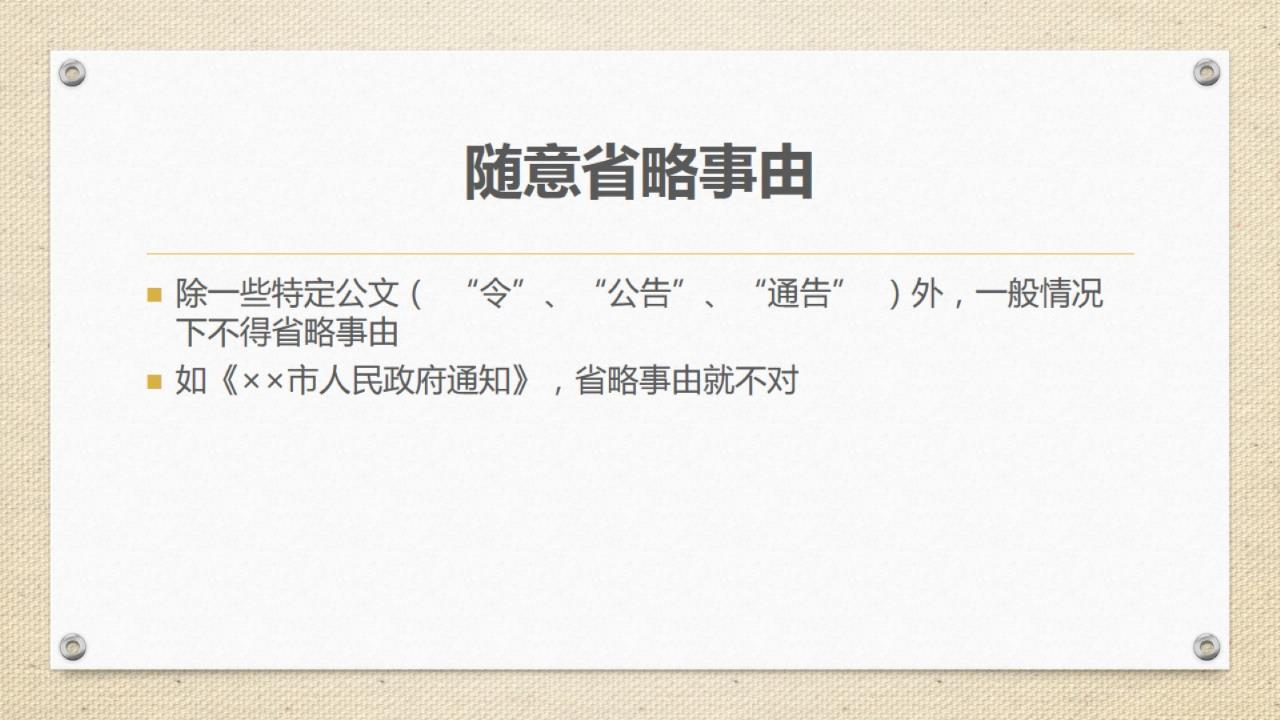 随意省略事由
除一些特定公文（ “令”、“公告”、“通告” ）外，一般情况
下不得省略事由
如《××市人民政府通知》，省略事由就不对